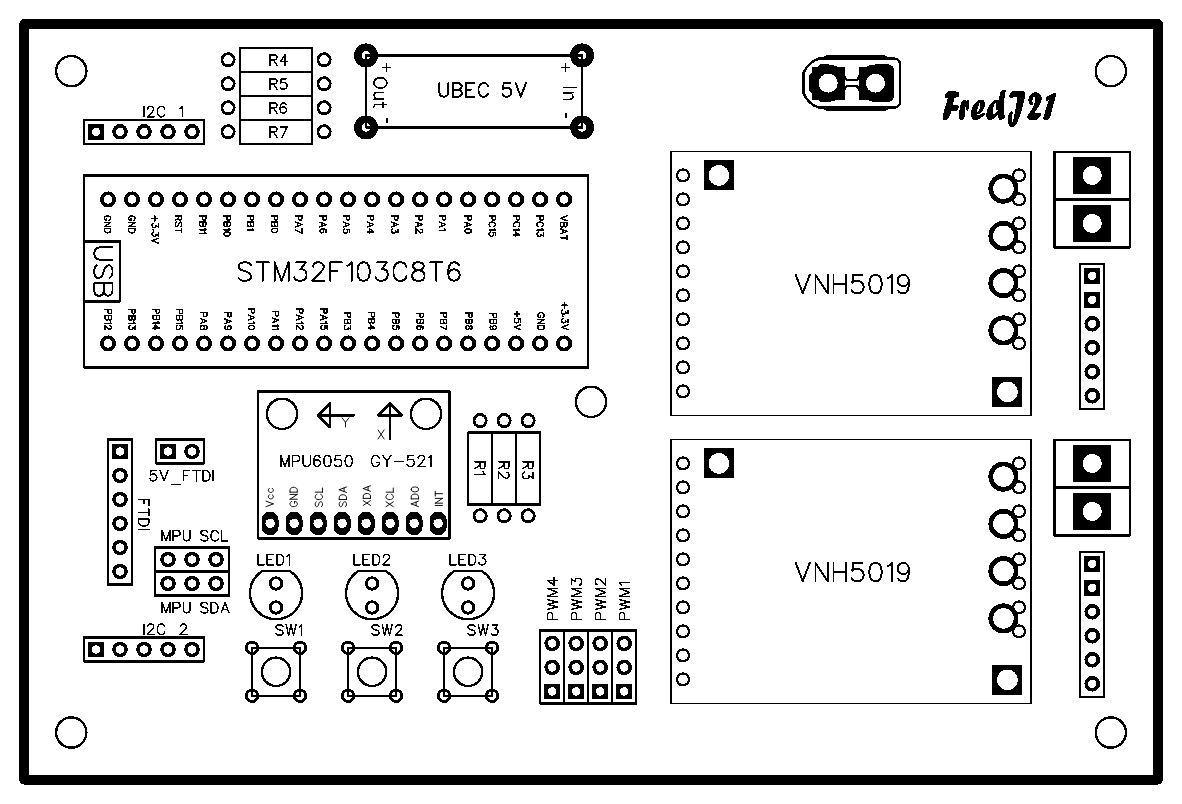 R4
R5
R6
R7
+ +
Out UBEC 5V In
- -
FredJ21
I2C 1
GND GND +3.3V RST PB11 PB10 PB1 PB0 PA7 PA6 PA5 PA4 PA3 PA2 PA1 PA0 PC15 PC14 PC13 VBAT
USB
STM32F103C8T6
PB12 PB13 PB14 PB15 PA8 PA9 PA10 PA11 PA12 PA15 PB3 PB4 PB5 PB6 PB7 PB8 PB9 +5V GND +3.3V
VNH5019
Y X
MPU6050 GY-521
Vcc GND SCL SDA XDA XCL AD0 INT
R1 R2 R3
5V_FTDI
FTDI
MPU SCL
MPU SDA
LED1 LED2 LED3
I2C 2
SW1 SW2 SW3
PWM4 PWM3 PWM2 PWM1
VNH5019